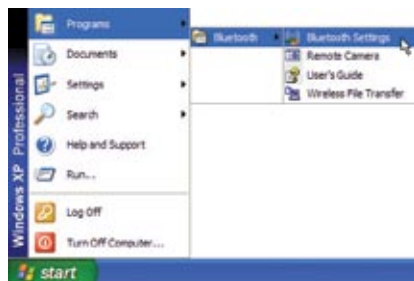 Programs
Documents
Settings
Search
Help and Support
Run...
Log Off
Turn Off Computer...
Windows XP Professional
start
Bluetooth
Bluetooth Settings
Remote Camera
User's Guide
Wireless File Transfer